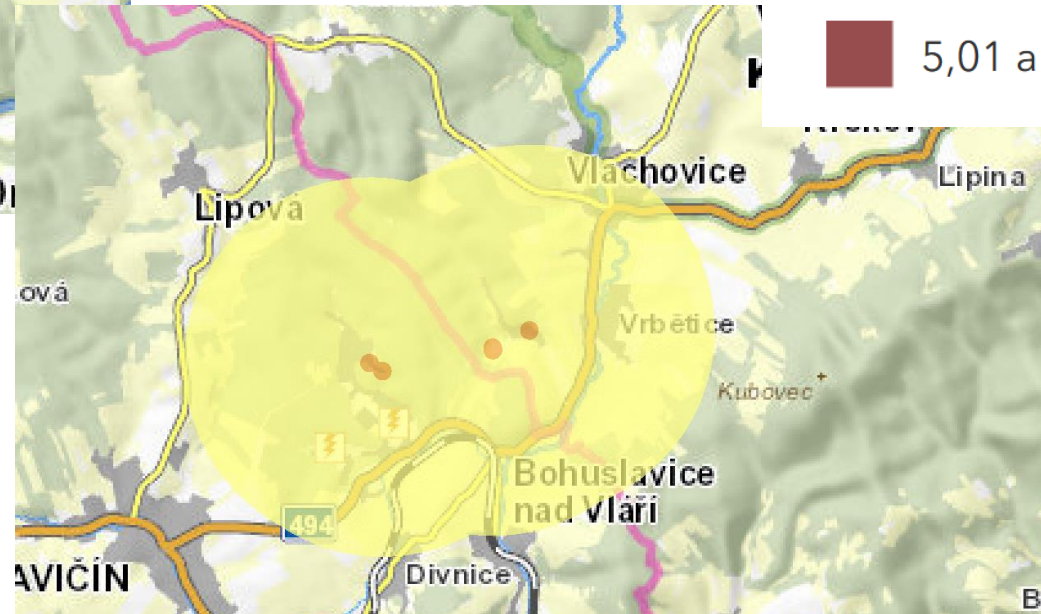 5,01 a
Vlachovice
Lipina
Lipová
ová
Vrbětice
Kubovec
Bohuslavice
nad Vláří
494
AVIČÍN
Divnice
B